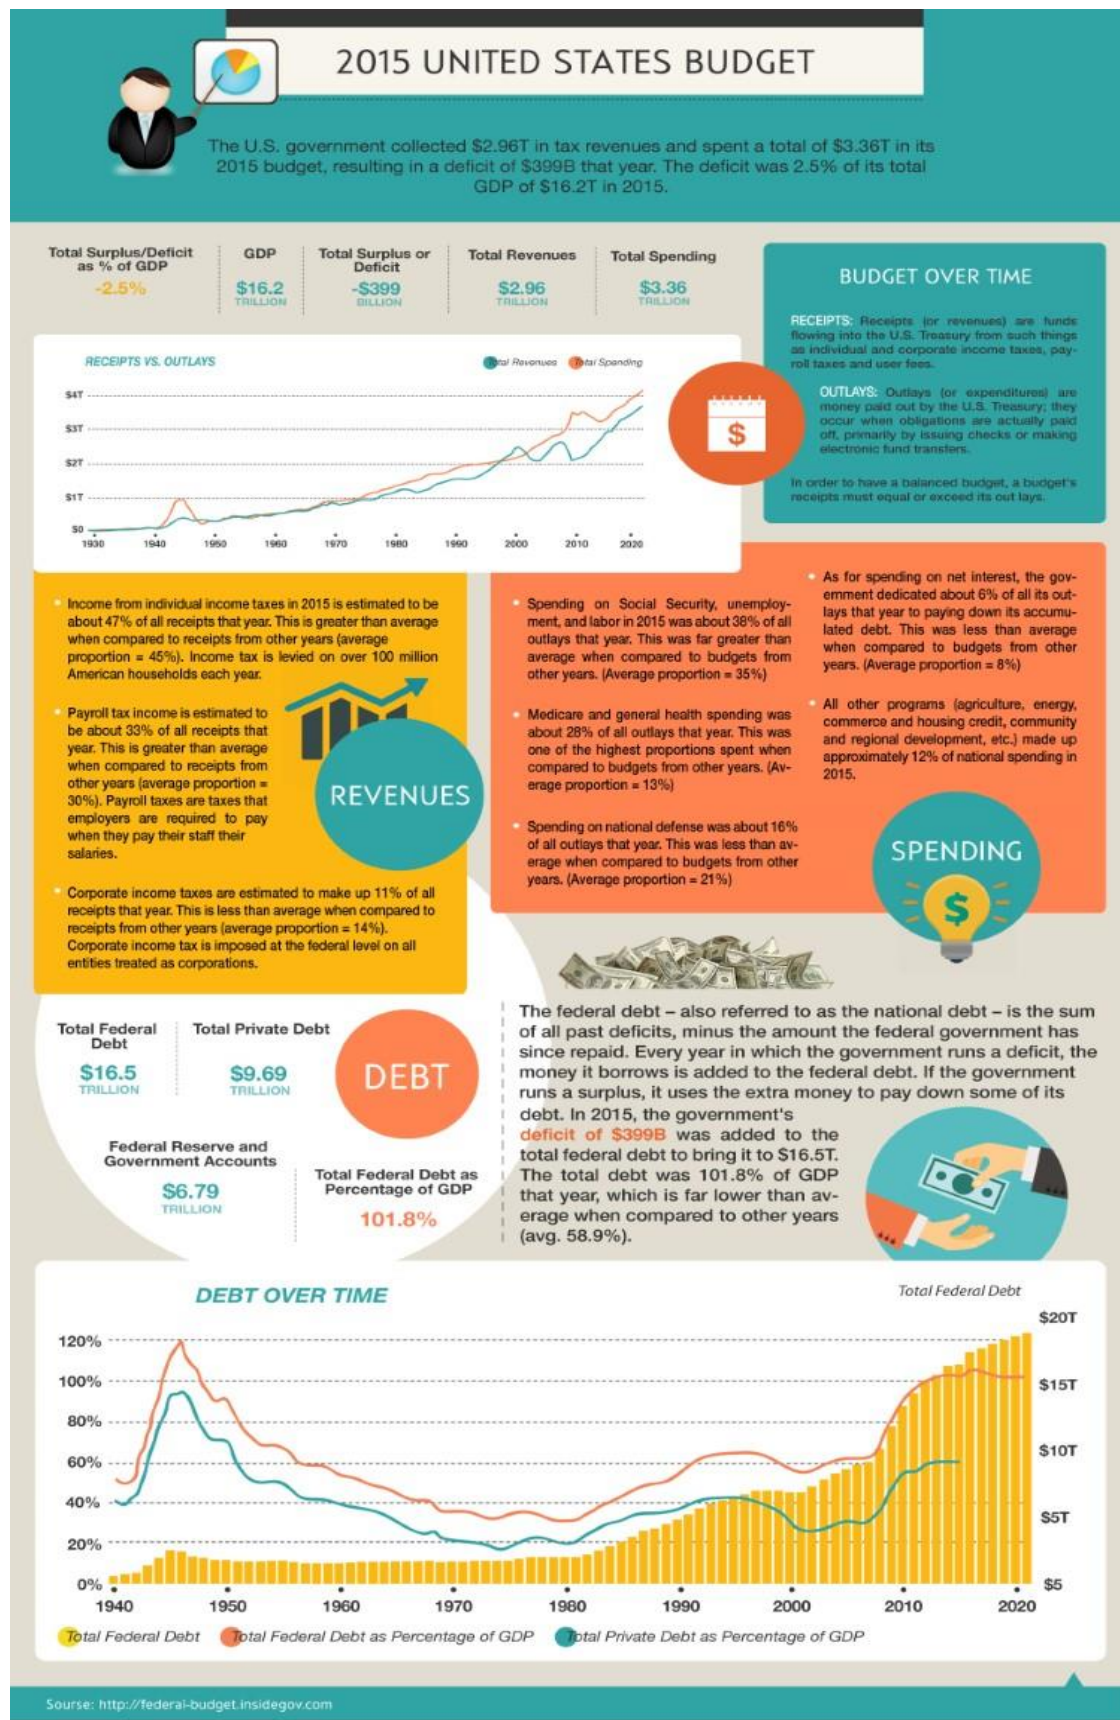 2015 UNITED STATES BUDGET
The U.S. government collected $2.96T in tax revenues and spent a total of $3.36T in its
2015 budget, resulting in a deficit of $399B that year. The deficit was 2.5% of its total
GDP of $16.2T in 2015.
Total Surplus/Deficit
as % of GDP
-2.5%
GDP
$16.2
TRILLION
Total Surplus or
Deficit
-$399
BILLION
Total Revenues
$2.96
TRILLION
Total Spending
$3.36
TRILLION
BUDGET OVER TIME
RECEIPTS: Receipts (or revenues) are funds
flowing into the U.S. Treasury from such things
as individual and corporate income taxes, pay-
roll taxes and user fees.
OUTLAYS: Outlays (or expenditures) are
money paid out by the U.S. Treasury; they
occur when obligations are actually paid
off, primarily by issuing checks or making
electronic fund transfers.
In order to have a balanced budget, a budget's
receipts must equal or exceed its out lays.
RECEIPTS VS. OUTLAYS
Total Revenues
Total Spending
$4T
$3T
$2T
$1T
$0
1930
1940
1950
1960
1970
1980
1990
2000
2010
2020
$
Income from individual income taxes in 2015 is estimated to be
about 47% of all receipts that year. This is greater than average
when compared to receipts from other years (average
proportion = 45%). Income tax is levied on over 100 million
American households each year.
Payroll tax income is estimated to
be about 33% of all receipts that
year. This is greater than average
when compared to receipts from
other years (average proportion =
30%). Payroll taxes are taxes that
employers are required to pay
when they pay their staff their
salaries.
Corporate income taxes are estimated to make up 11% of all
receipts that year. This is less than average when compared to
receipts from other years (average proportion = 14%).
Corporate income tax is imposed at the federal level on all
entities treated as corporations.
REVENUES
Spending on Social Security, unemploy-
ment, and labor in 2015 was about 38% of all
outlays that year. This was far greater than
average when compared to budgets from
other years. (Average proportion = 35%)
Medicare and general health spending was
about 28% of all outlays that year. This was
one of the highest proportions spent when
compared to budgets from other years. (Av-
erage proportion = 13%)
Spending on national defense was about 16%
of all outlays that year. This was less than av-
erage when compared to budgets from other
years. (Average proportion = 21%)
As for spending on net interest, the gov-
ernment dedicated about 6% of all its out-
lays that year to paying down its accumu-
lated debt. This was less than average
when compared to budgets from other
years. (Average proportion = 8%)
All other programs (agriculture, energy,
commerce and housing credit, community
and regional development, etc.) made up
approximately 12% of national spending in
2015.
SPENDING
$
Total Federal
Debt
$16.5
TRILLION
Total Private Debt
$9.69
TRILLION
DEBT
Federal Reserve and
Government Accounts
$6.79
TRILLION
Total Federal Debt as
Percentage of GDP
101.8%
The federal debt – also referred to as the national debt – is the sum
of all past deficits, minus the amount the federal government has
since repaid. Every year in which the government runs a deficit, the
money it borrows is added to the federal debt. If the government
runs a surplus, it uses the extra money to pay down some of its
debt. In 2015, the government's
deficit of $399B was added to the
total federal debt to bring it to $16.5T.
The total debt was 101.8% of GDP
that year, which is far lower than av-
erage when compared to other years
(avg. 58.9%).
DEBT OVER TIME
Total Federal Debt
120%
100%
80%
60%
40%
20%
0%
$20T
$15T
$10T
$5T
$5
1940
1950
1960
1970
1980
1990
2000
2010
2020
Total Federal Debt
Total Federal Debt as Percentage of GDP
Total Private Debt as Percentage of GDP
Sourse: http://federal-budget.insidegov.com